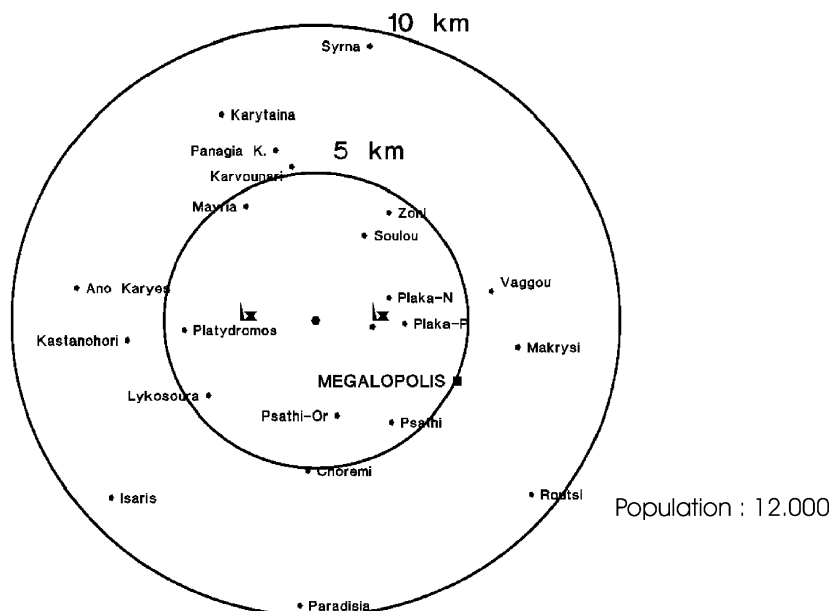 10 km
Syrna
Karytaina
Panagia K.
5 km
Karvounari
Mavria
Zoni
Soulou
Ano Karyes
Vaggou
Plaka-N
Platydromos
Plaka-P
Kastanohori
Makrysi
MEGALOPOLIS
Lykosoura
Psathi-Or
Psathi
Choremi
Isaris
Routsi
Population : 12.000
Paradisia